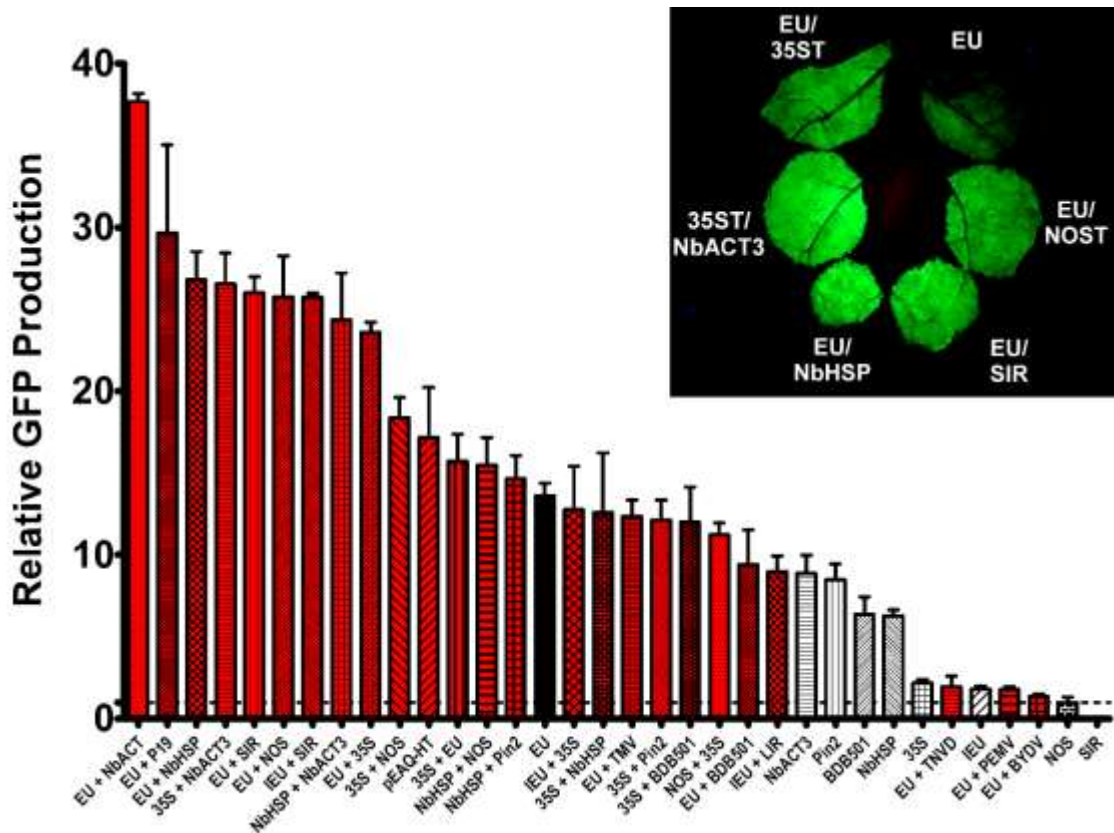 Relative GFP Production
40
30
20
10
0
EU/
35ST
EU
35ST/
NbACT3
EU/
NOST
EU/
NbHSP
EU/
SIR
EU + NbACT
EU + P19
EU + NbHSP
35S + NbACT3
EU + SIR
EU + NOS
IEU + SIR
NbHSP + NbACT3
EU + 35S
35S + NOS
pEAQ-HT
35S + EU
NbHSP + NOS
NbHSP + Pin2
EU
IEU + 35S
35S + NbHSP
EU + TMV
35S + Pin2
35S + BDB501
NOS + 35S
EU + BDB501
IEU + LIR
NbACT3
Pin2
BDB501
NbHSP
35S
EU + TNVD
IEU
EU + PEMV
EU + BYDV
NOS
SIR